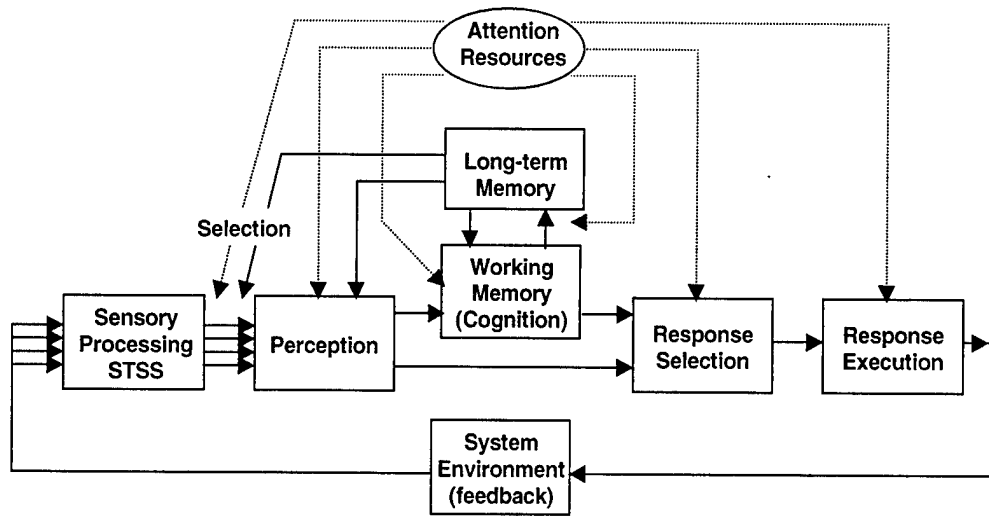 Attention
Resources
Long-term
Memory
Selection
Working
Memory
(Cognition)
Sensory
Processing
STSS
Perception
Response
Selection
Response
Execution
System
Environment
(feedback)